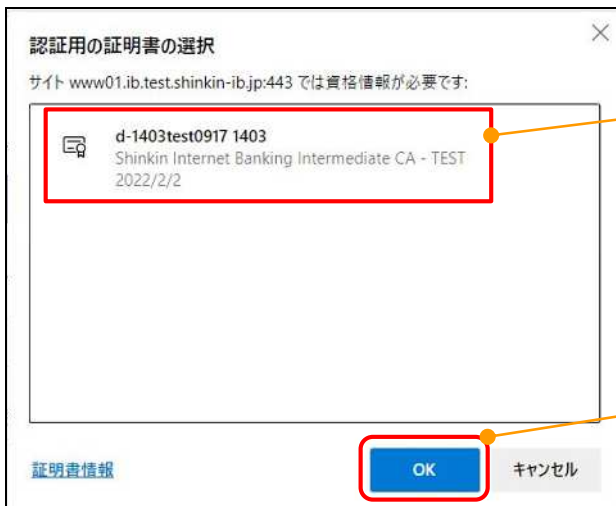 認証用の証明書の選択
サイト www01.ib.test.shinkin-ib.jp:443 では資格情報が必要です:
d-1403test0917 1403
Shinkin Internet Banking Intermediate CA - TEST
2022/2/2
証明書情報
OK
キャンセル